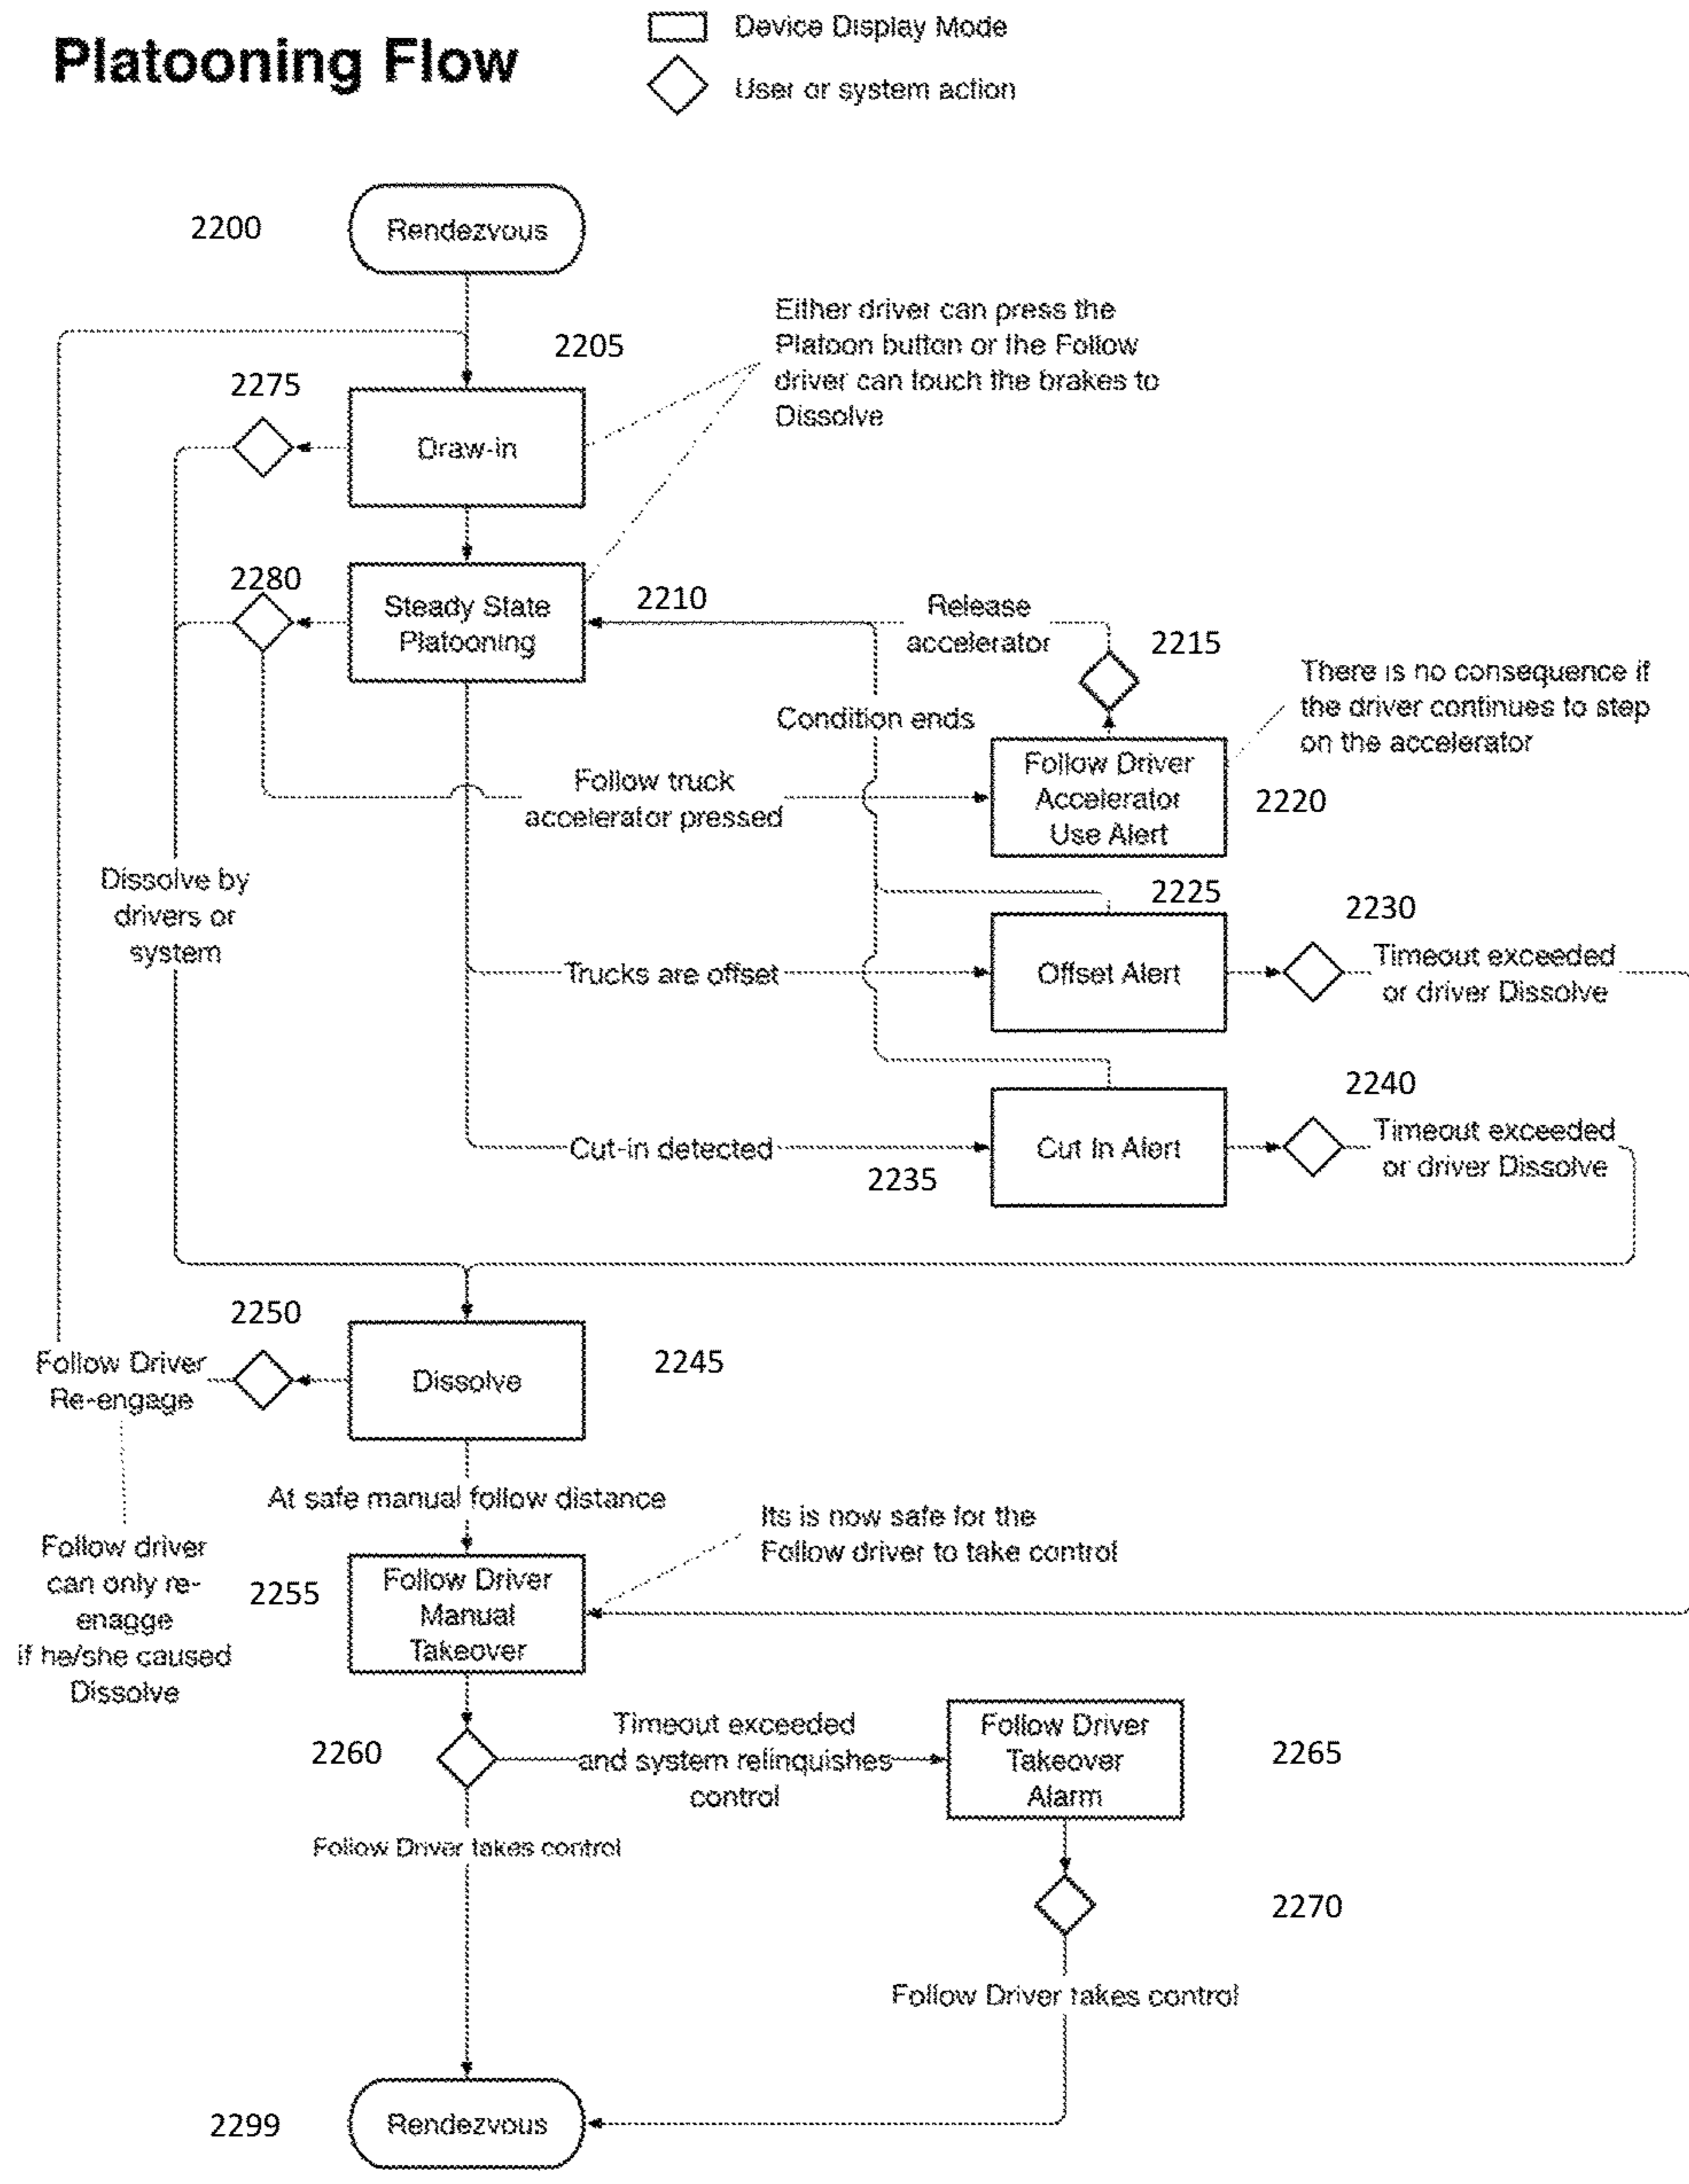 Platooning Flow
Device Display Mode
User or system action
2200
Rendezvous
Either driver can press the
Platoon button or the Follow
driver can touch the brakes to
Dissolve
2205
2275
Draw-in
2280
Steady State
Platooning
2210
Release
accelerator
2215
There is no consequence if
the driver continues to step
on the accelerator
Condition ends
Follow Driver
Accelerator
Use Alert
2220
Follow truck
accelerator pressed
Dissolve by
drivers or
system
2225
2230
Trucks are offset
Offset Alert
Timeout exceeded
or driver Dissolve
2240
Cut-in detected
2235
Cut In Alert
Timeout exceeded
or driver Dissolve
2250
2245
Follow Driver
Re-engage
Dissolve
At safe manual follow distance
Its is now safe for the
Follow driver to take control
Follow driver
can only re-
enagge
if he/she caused
Dissolve
2255
Follow Driver
Manual
Takeover
2260
Timeout exceeded
and system relinquishes
control
Follow Driver
Takeover
Alarm
2265
Follow Driver takes control
2270
Follow Driver takes control
2299
Rendezvous